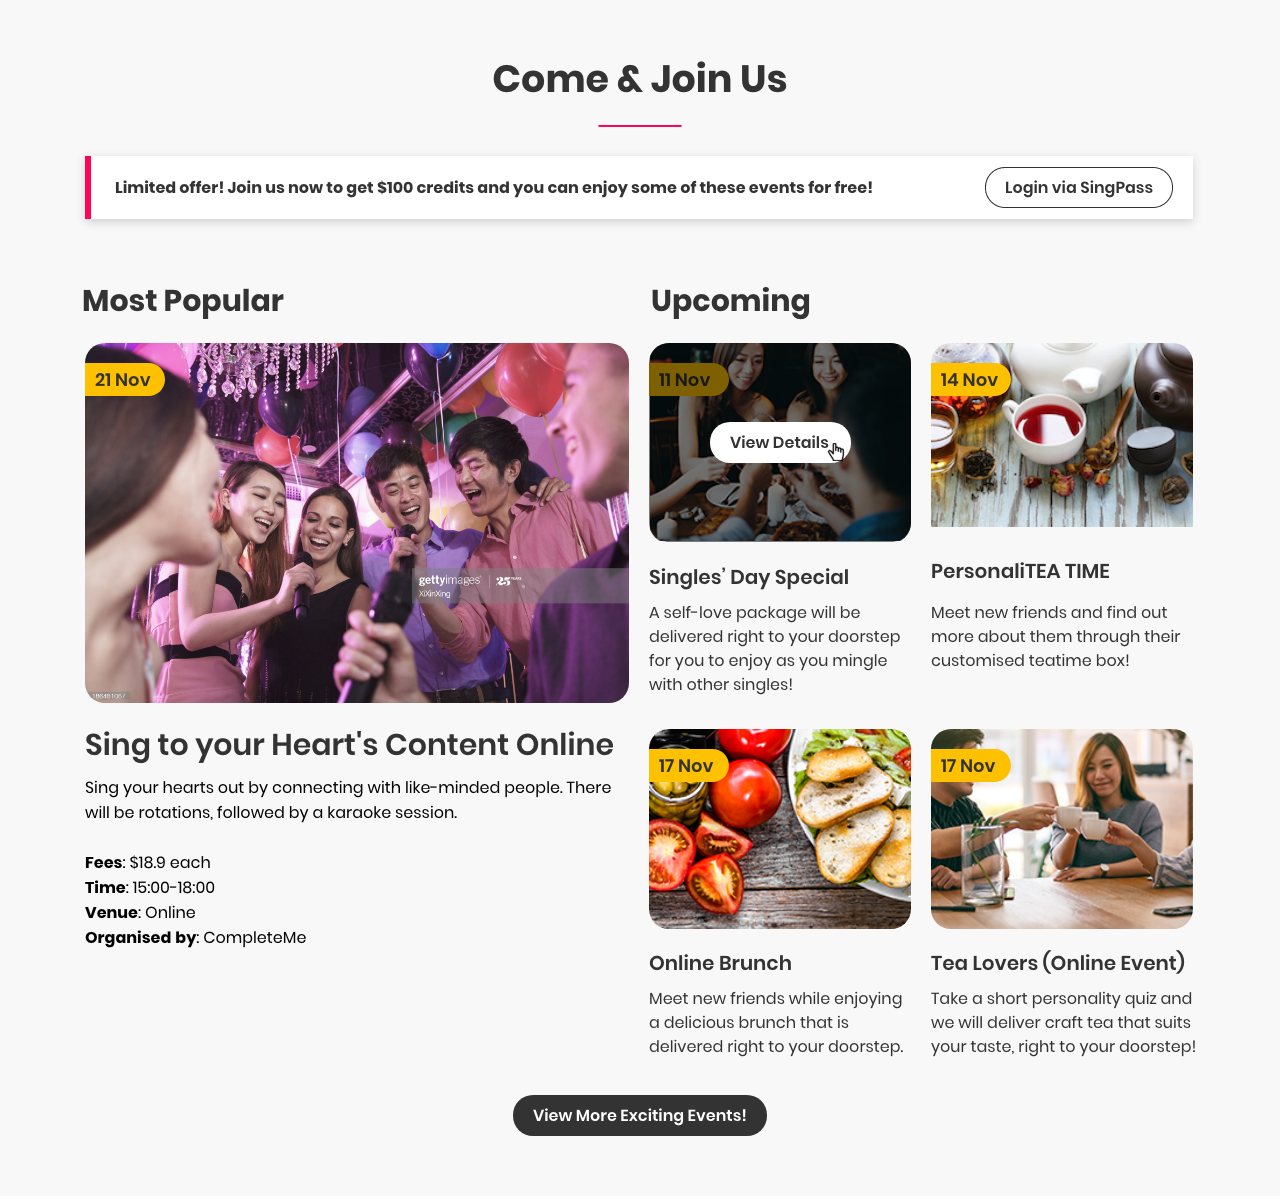 Come & Join Us
Limited offer! Join us now to get $100 credits and you can enjoy some of these events for free!
Login via SingPass
Most Popular
21 Nov
gettyimages | 25 YEARS
XiXinXing
Sing to your Heart's Content Online
Sing your hearts out by connecting with like-minded people. There
will be rotations, followed by a karaoke session.
Fees: $18.9 each
Time: 15:00-18:00
Venue: Online
Organised by: CompleteMe
Upcoming
11 Nov
View Details
Singles’ Day Special
A self-love package will be
delivered right to your doorstep
for you to enjoy as you mingle
with other singles!
14 Nov
PersonaliTEA TIME
Meet new friends and find out
more about them through their
customised teatime box!
17 Nov
Online Brunch
Meet new friends while enjoying
a delicious brunch that is
delivered right to your doorstep.
17 Nov
Tea Lovers (Online Event)
Take a short personality quiz and
we will deliver craft tea that suits
your taste, right to your doorstep!
View More Exciting Events!